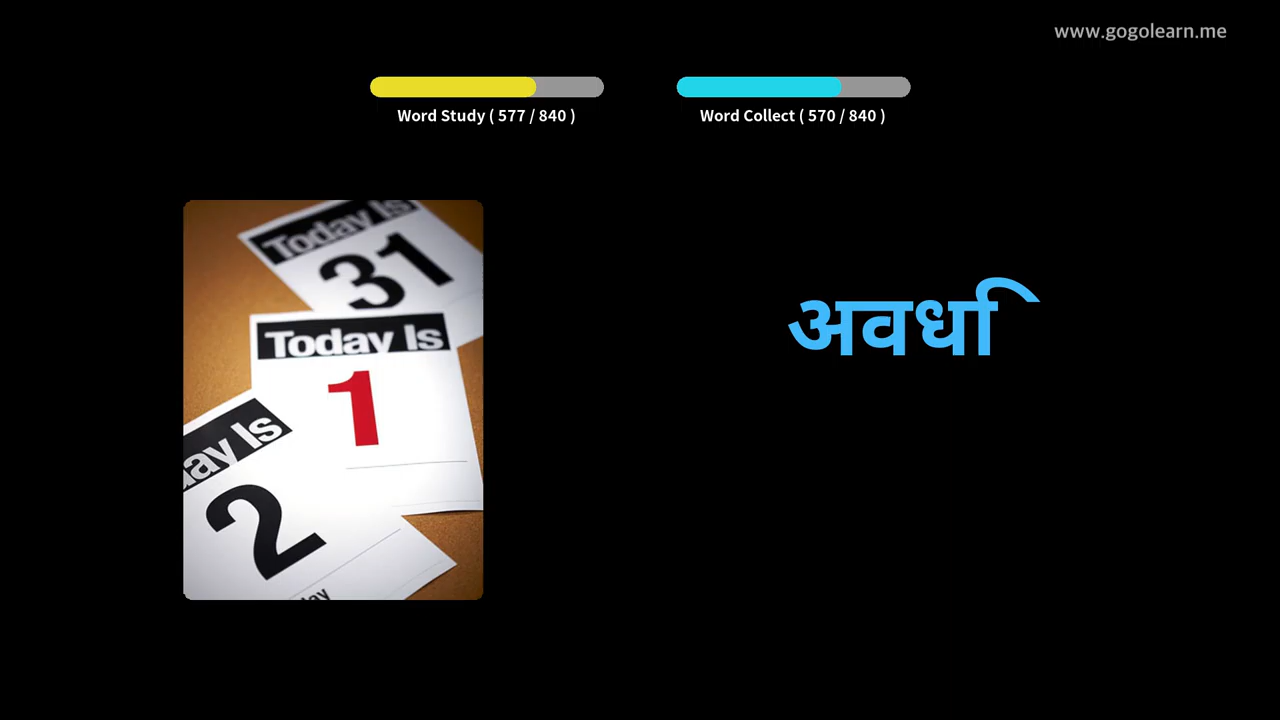 www.gogolearn.me
Word Study ( 577 / 840 )
Word Collect ( 570 / 840 )
Today Is
31
Today Is
1
ay Is
2
अवधि